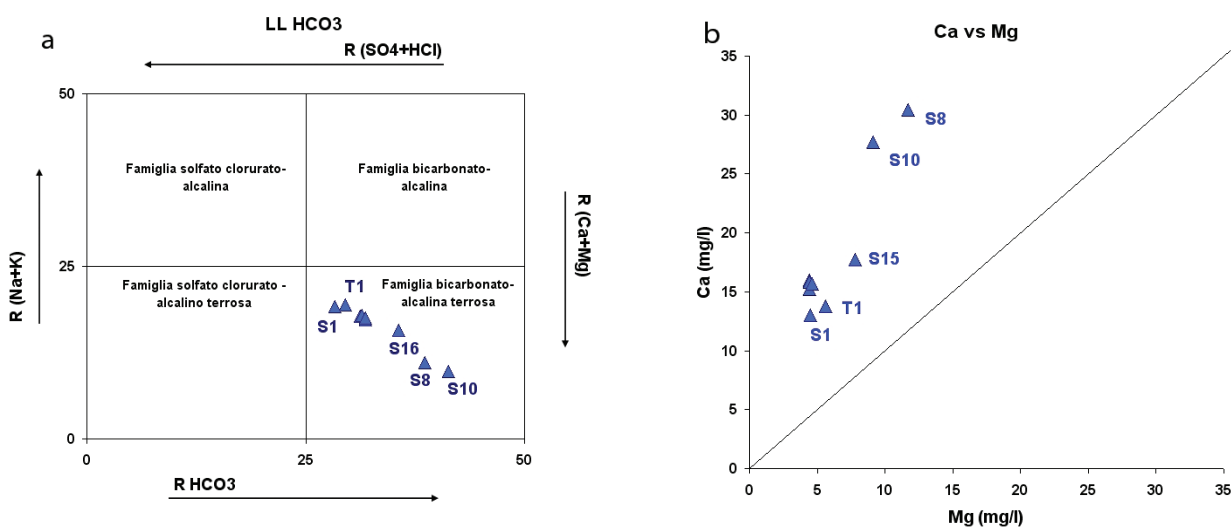 a
LL HCO3
R (SO4+HCl)
50
Famiglia solfato clorurato-
alcalina
Famiglia bicarbonato-
alcalina
R (Na+K)
R (Ca+Mg)
25
Famiglia solfato clorurato -
alcalino terrosa
Famiglia bicarbonato-
alcalina terrosa
T1
S1
S16
S8
S10
0
0
25
50
R HCO3
b
Ca vs Mg
35
30
25
20
15
10
5
0
Ca (mg/l)
S8
S10
S15
T1
S1
0
5
10
15
20
25
30
35
Mg (mg/l)